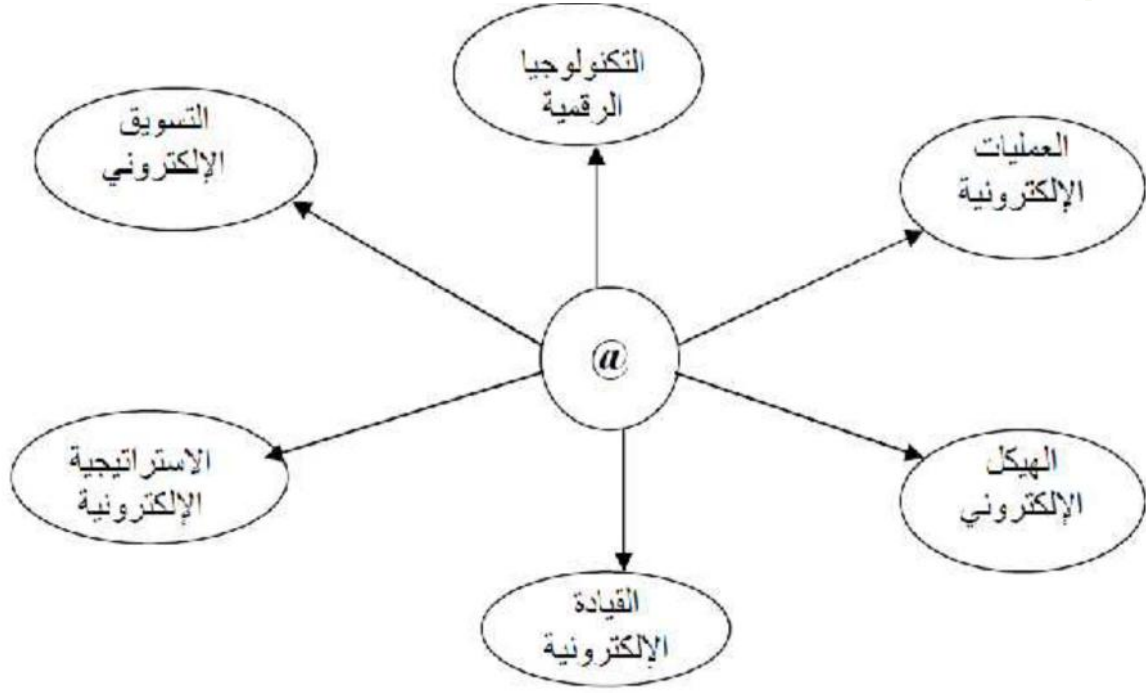 التكنولوجيا
الرقمية
العمليات
الإلكترونية
التسويق
الإلكتروني
@
الهيكل
الإلكتروني
الاستراتيجية
الإلكترونية
القيادة
الإلكترونية